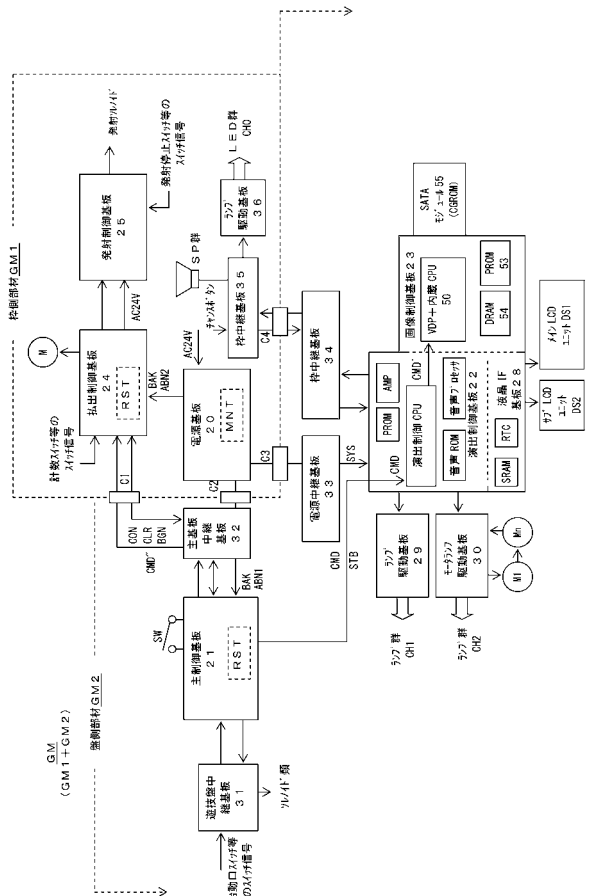 枠側部材GM1
発射制御基板
25
発射ソレノイド
発射停止スイッチ等の
スイッチ信号
AC24V
M
払出制御基板
24
RST
計数スイッチ等の
スイッチ信号
BAK
ABN2
AC24V
電源基板
20
MNT
ランプ
駆動基板
36
LED群
CH0
SP群
チャンスボタン
枠中継基板
35
C1
C2
C3
C4
CON
CLR
BGN
CMD"
主基板
中継
基板
32
BAK
ABN1
電源中継基板
33
SYS
枠中継基板
34
GM
(GM1+GM2)
盤側部材GM2
SW
主制御基板
21
RST
CMD
STB
遊技盤中
継基板
31
ソレノイド類
始動口スイッチ等
のスイッチ信号
画像制御基板23
VDP+内蔵CPU
50
PROM
53
DRAM
54
SATA
モジュール55
(CGROM)
CMD'
CMD
PROM
AMP
演出制御CPU
音声ROM
音声プロセッサ
演出制御基板22
液晶IF
基板28
SRAM
RTC
メインLCD
ユニットDS1
サブLCD
ユニット
DS2
ランプ
駆動基板
29
ランプ群
CH1
モータランプ
駆動基板
30
ランプ群
CH2
M1
Mn